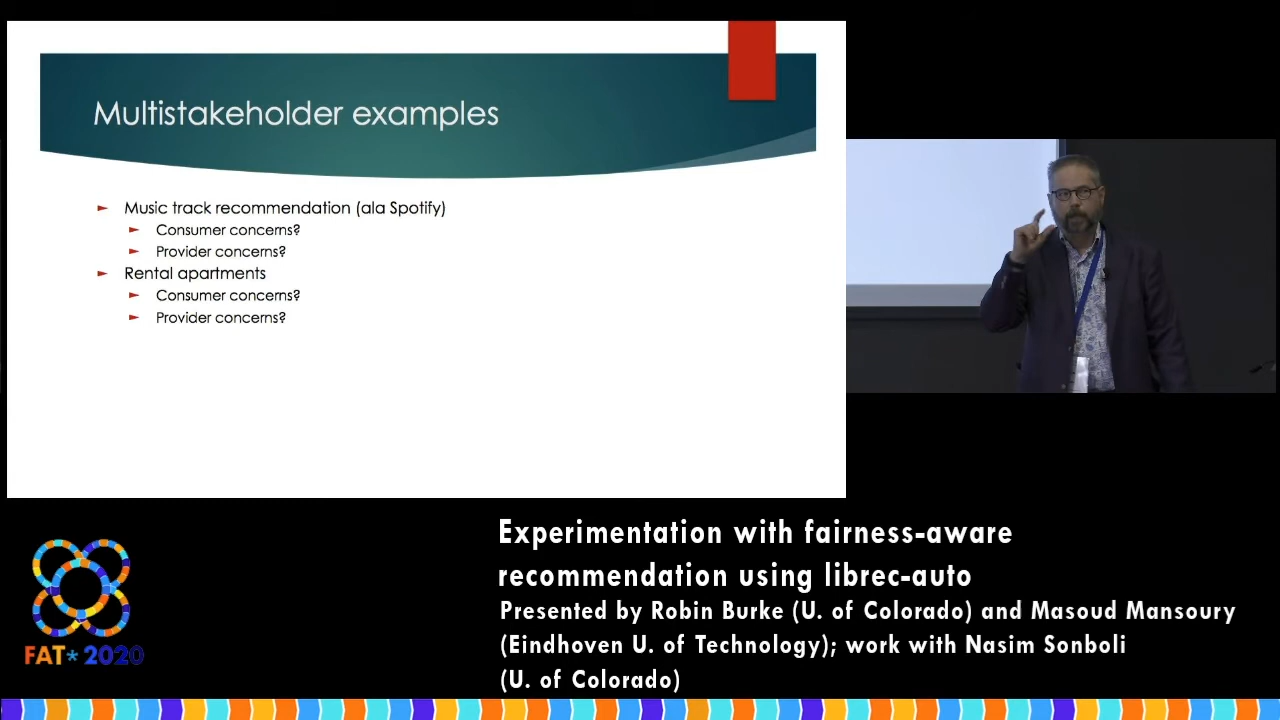 Multistakeholder examples
Music track recommendation (ala Spotify)
Consumer concerns?
Provider concerns?
Rental apartments
Consumer concerns?
Provider concerns?
Experimentation with fairness-aware
recommendation using librec-auto
Presented by Robin Burke (U. of Colorado) and Masoud Mansoury
(Eindhoven U. of Technology); work with Nasim Sonboli
(U. of Colorado)
FAT* 2020